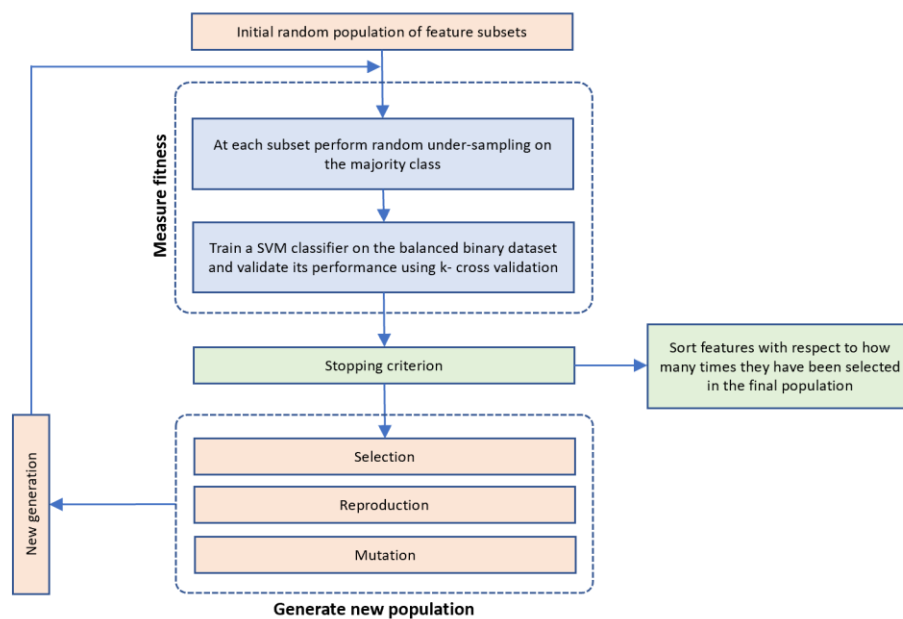 Initial random population of feature subsets
Measure fitness
At each subset perform random under-sampling on
the majority class
Train a SVM classifier on the balanced binary dataset
and validate its performance using k- cross validation
Stopping criterion
Sort features with respect to how
many times they have been selected
in the final population
New generation
Selection
Reproduction
Mutation
Generate new population